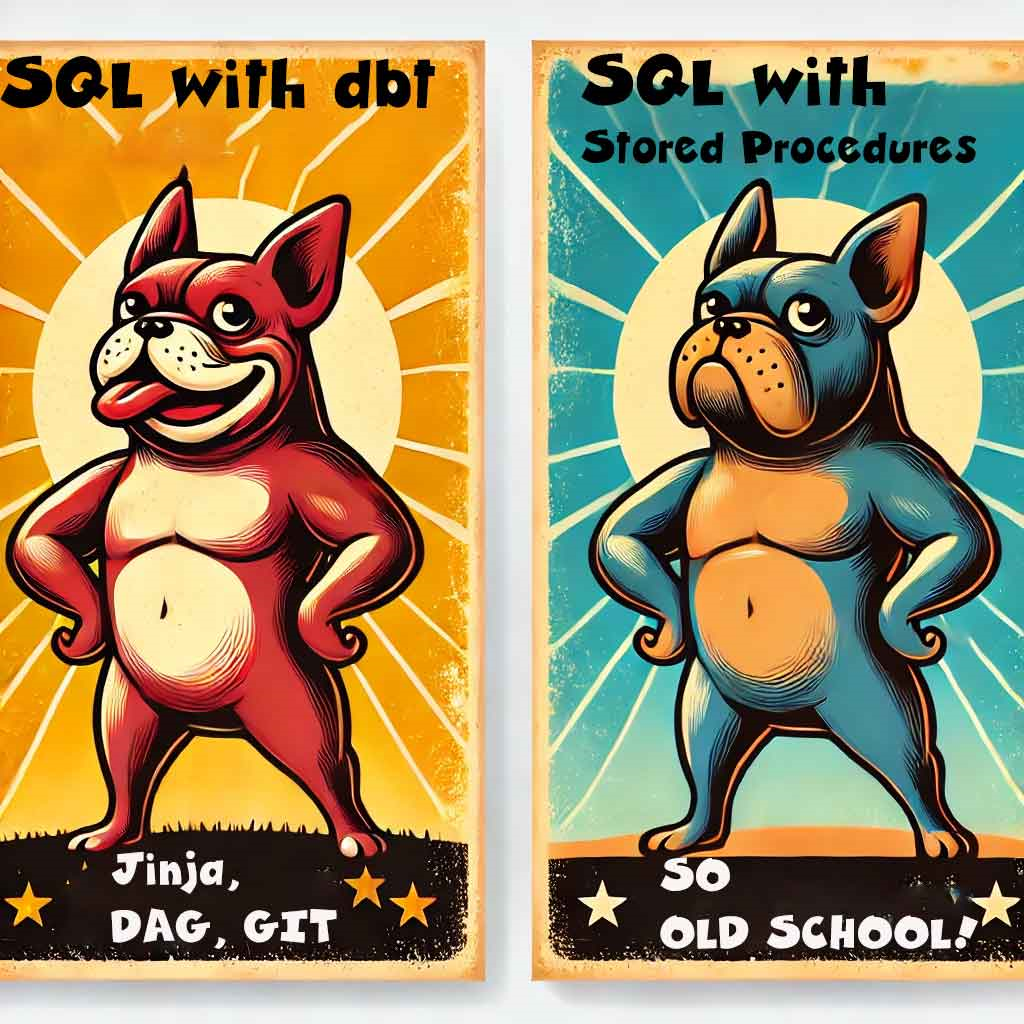 SQL with dbt
Jinja,
DAG, GIT
SQL with
Stored Procedures
SO
OLD SCHOOL!